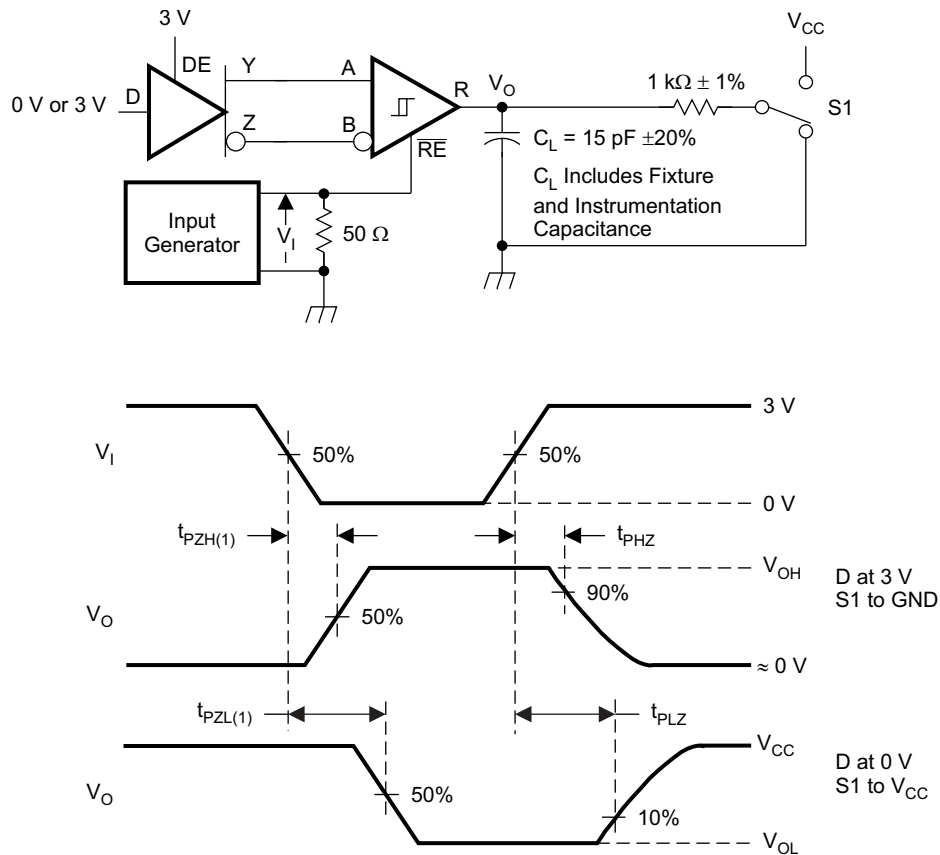 3 V
V_CC
DE
Y
A
D
0 V or 3 V
R
V_O
1 kΩ ± 1%
S1
Z
B
RE
C_L = 15 pF ±20%
C_L Includes Fixture
and Instrumentation
Capacitance
Input
Generator
V_I
50 Ω
3 V
V_I
50%
50%
0 V
t_PZH(1)
t_PHZ
V_OH
D at 3 V
S1 to GND
90%
V_O
50%
≈ 0 V
t_PZL(1)
t_PLZ
V_CC
D at 0 V
S1 to V_CC
V_O
50%
10%
V_OL